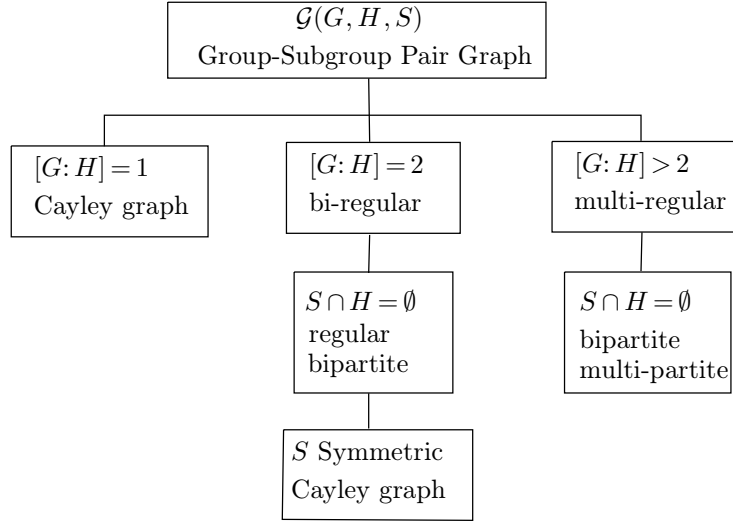 𝒢(G, H, S)
Group-Subgroup Pair Graph
[G: H] = 1
Cayley graph
[G: H] = 2
bi-regular
[G: H] > 2
multi-regular
S ∩ H = ∅
regular
bipartite
S ∩ H = ∅
bipartite
multi-partite
S Symmetric
Cayley graph